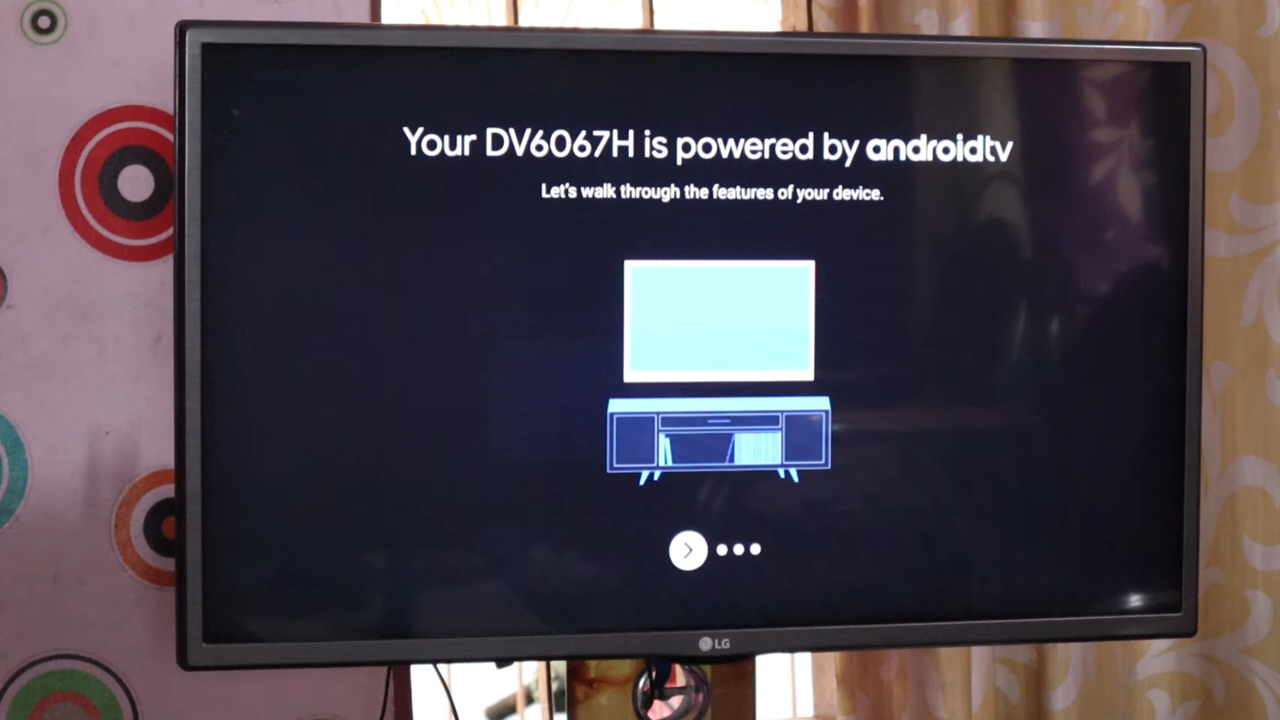 Your DV6067H is powered by androidtv
Let's walk through the features of your device.
LG